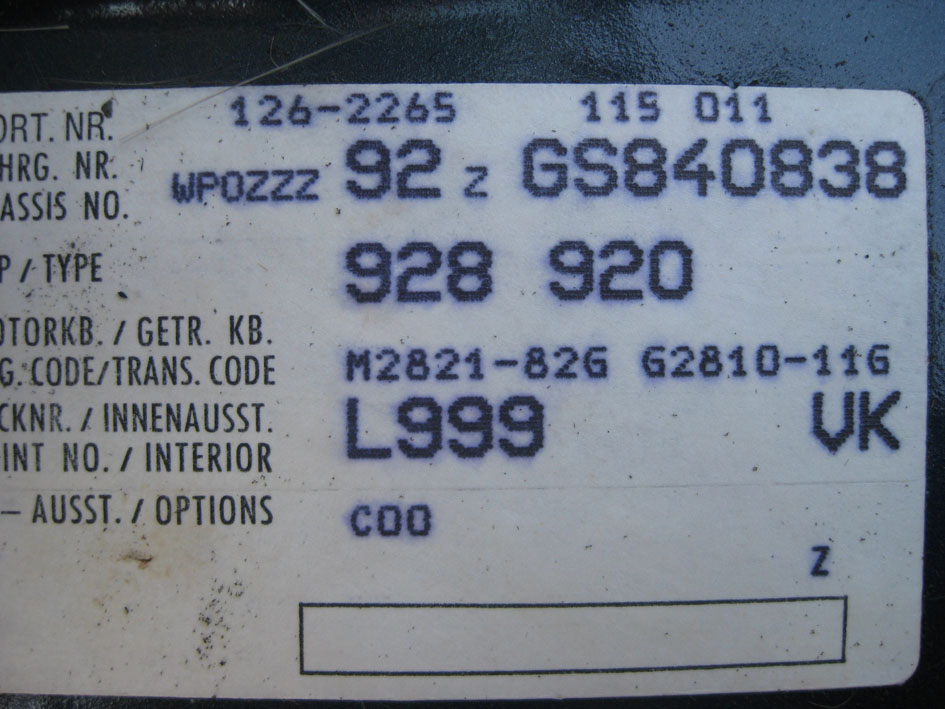 ORT. NR. 126-2265 115 011
HRG. NR.
ASSIS NO. WPOZZZ 92 Z GS840838
P / TYPE 928 920
OTORKB. / GETR. KB.
G. CODE/TRANS. CODE M2821-82G G2810-11G
CKNR. / INNENAUSST. L999 VK
INT NO. / INTERIOR
— AUSST. / OPTIONS C00
Z